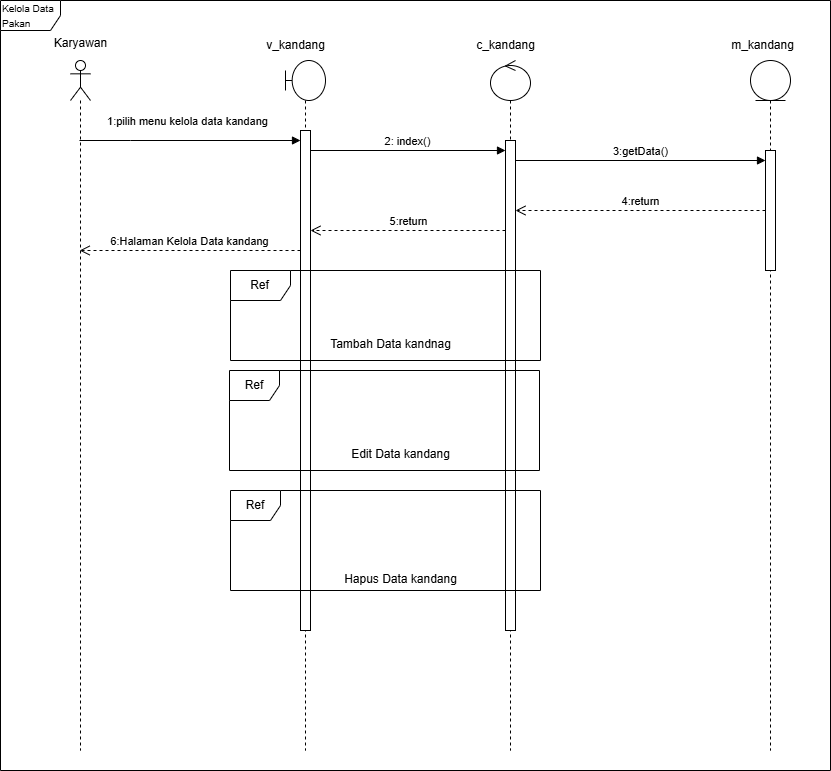 Kelola Data
Pakan
Karyawan
v_kandang
c_kandang
m_kandang
1:pilih menu kelola data kandang
2: index()
3:getData()
4:return
5:return
6:Halaman Kelola Data kandang
Ref
Tambah Data kandnag
Ref
Edit Data kandang
Ref
Hapus Data kandang